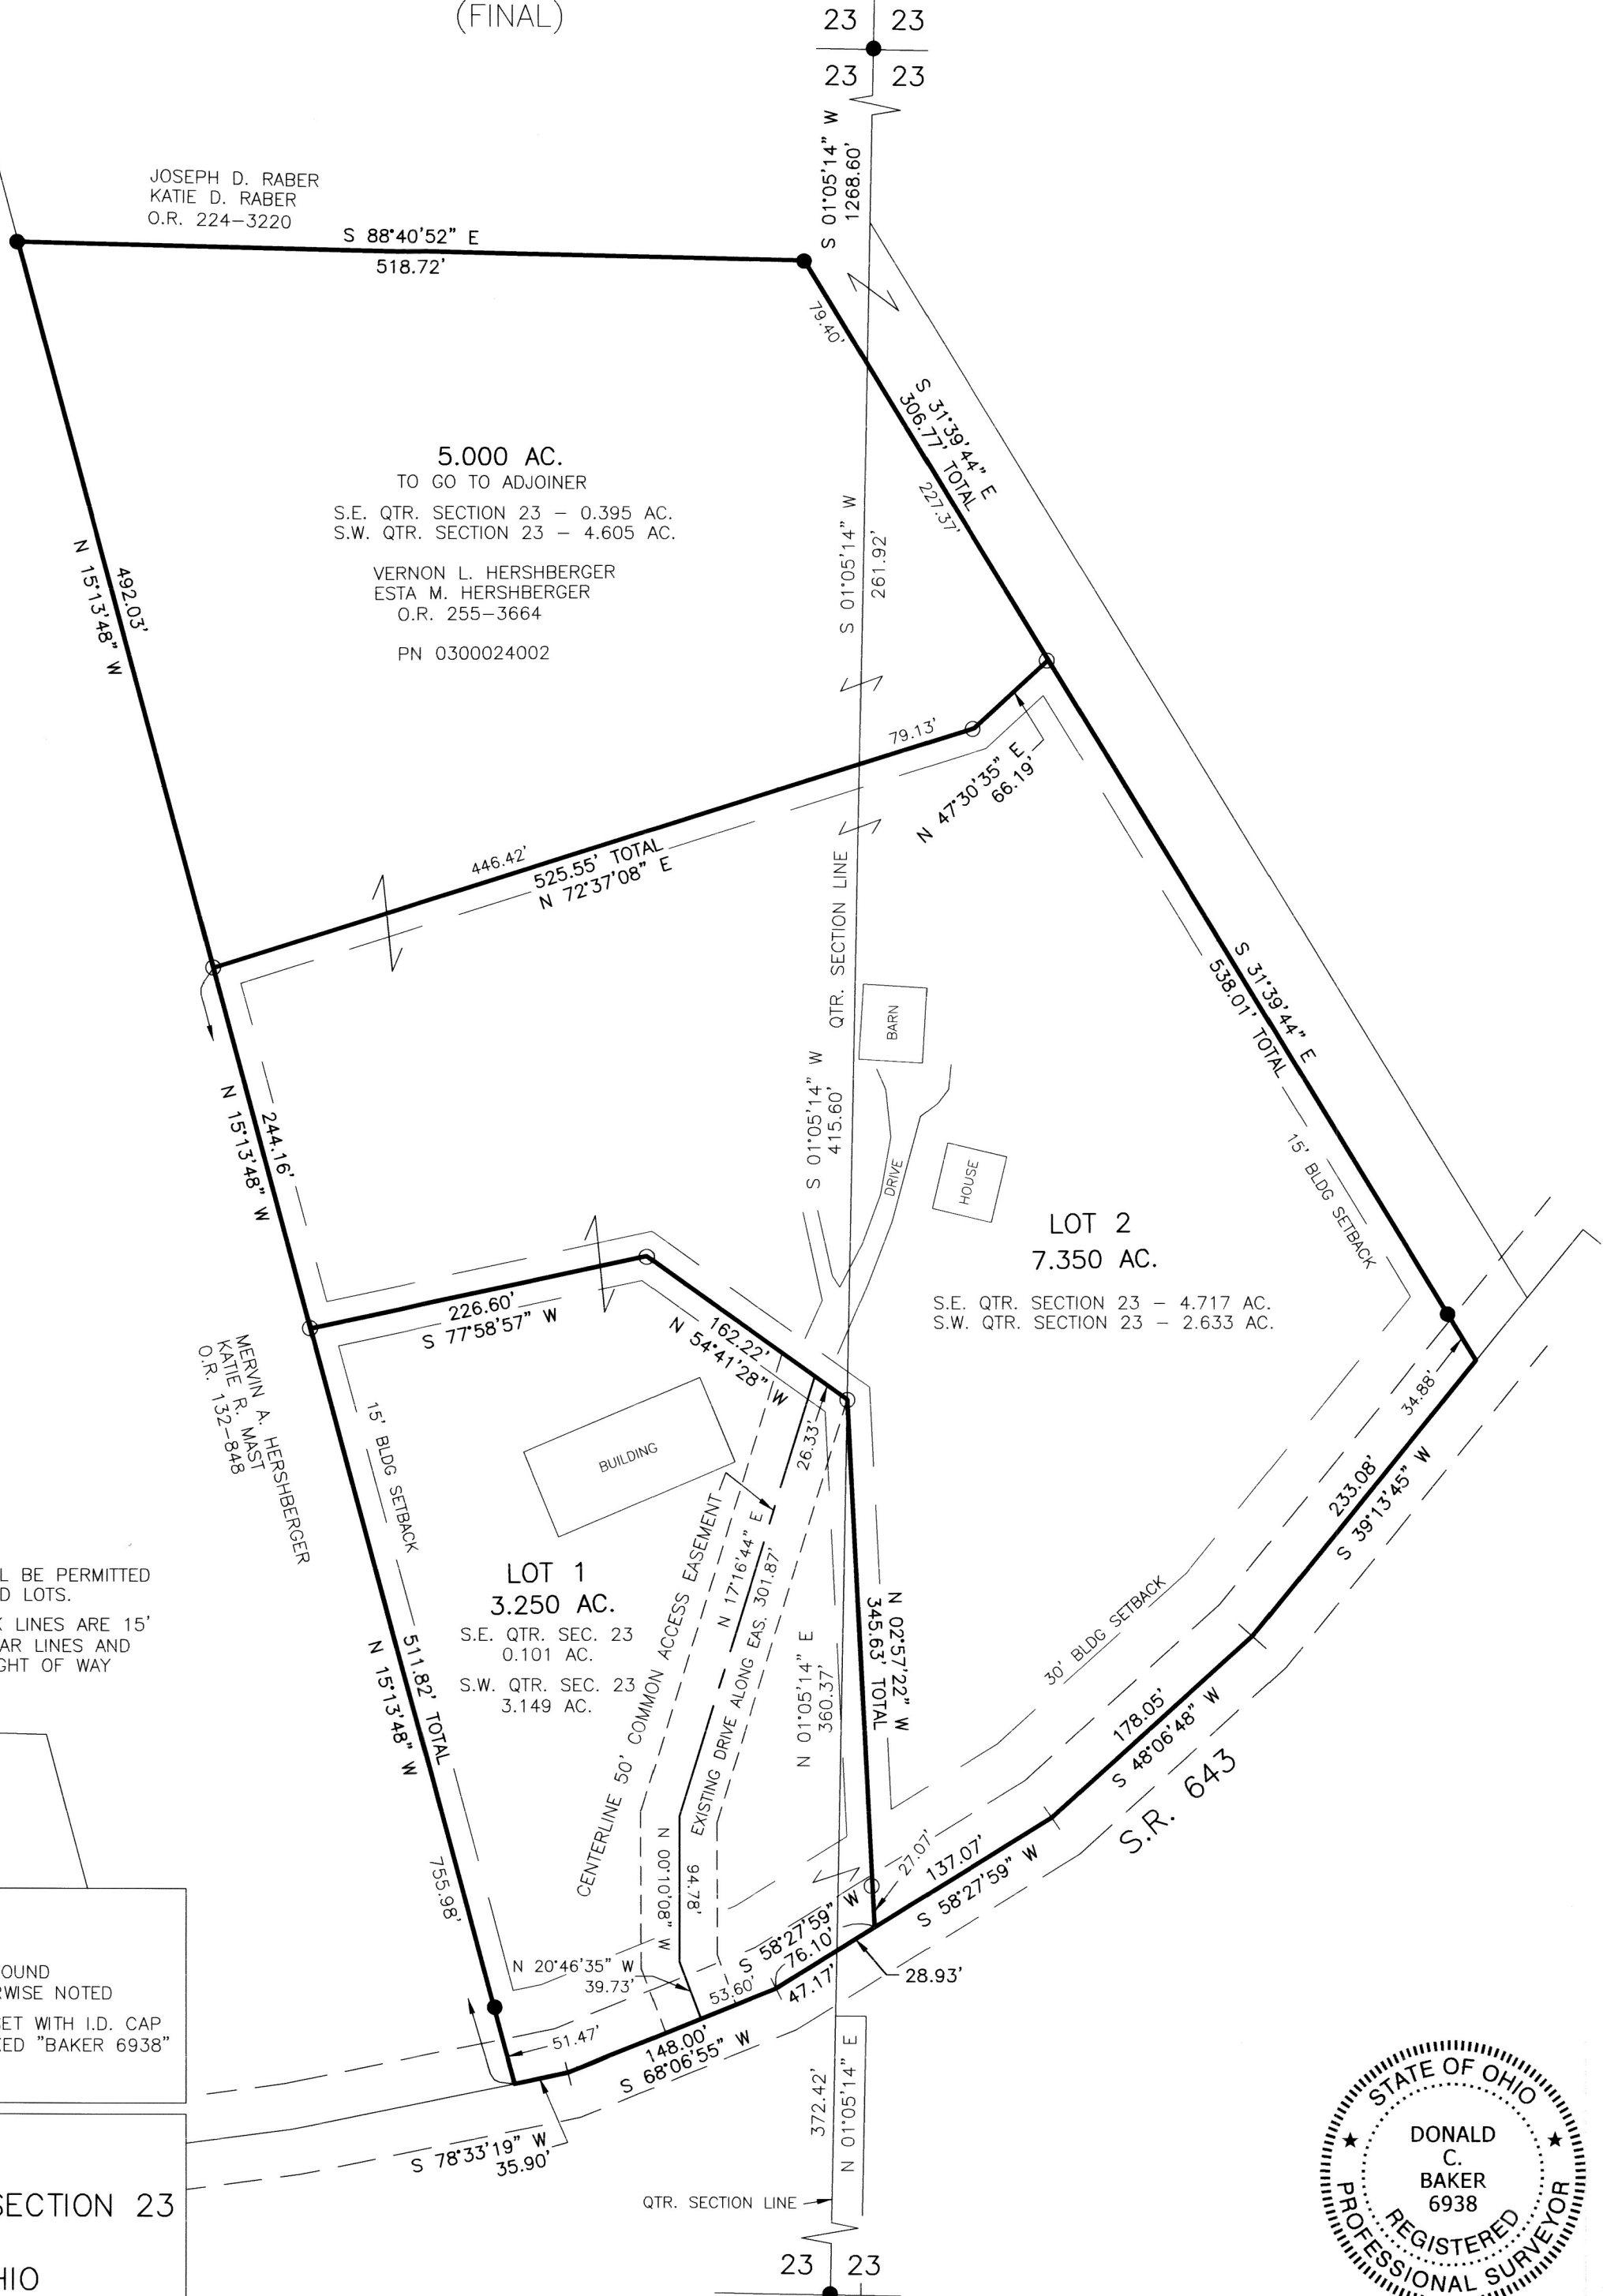 (FINAL)
23 23
23 23
S 01°05'14" W
1268.60'
JOSEPH D. RABER
KATIE D. RABER
O.R. 224-3220
S 88°40'52" E
518.72'
79.40'
S 31°39'44" E
306.77' TOTAL
227.37'
5.000 AC.
TO GO TO ADJOINER
S.E. QTR. SECTION 23 - 0.395 AC.
S.W. QTR. SECTION 23 - 4.605 AC.
VERNON L. HERSHBERGER
ESTA M. HERSHBERGER
O.R. 255-3664
PN 0300024002
S 01°05'14" W
261.92'
492.03'
N 15°13'48" W
79.13'
N 47°30'35" E
66.19'
446.42'
525.55' TOTAL
N 72°37'08" E
QTR. SECTION LINE
S 31°39'44" E
538.01' TOTAL
BARN
S 01°05'14" W
415.60'
244.16'
N 15°13'48" W
DRIVE
HOUSE
15' BLDG SETBACK
LOT 2
7.350 AC.
S.E. QTR. SECTION 23 - 4.717 AC.
S.W. QTR. SECTION 23 - 2.633 AC.
226.60'
S 77°58'57" W
162.22'
N 54°41'28" W
MERVIN A. HERSHBERGER
KATIE R. MAST
O.R. 132-848
15' BLDG SETBACK
BUILDING
26.33'
34.88'
233.08'
S 39°13'45" W
LOT 1
3.250 AC.
S.E. QTR. SEC. 23
0.101 AC.
S.W. QTR. SEC. 23
3.149 AC.
CENTERLINE 50' COMMON ACCESS EASEMENT
N 17°16'44" E
EXISTING DRIVE ALONG EAS. 301.87'
N 01°05'14" E
360.37'
N 02°57'22" W
345.63' TOTAL
30' BLDG SETBACK
L BE PERMITTED
D LOTS.
K LINES ARE 15'
AR LINES AND
GHT OF WAY
511.82' TOTAL
N 15°13'48" W
178.05'
S 48°06'48" W
S.R. 643
755.98'
N 00°10'08" W
94.78'
27.07'
137.07'
S 58°27'59" W
S 58°27'59" W
76.10'
47.17'
28.93'
N 20°46'35" W
39.73'
53.60'
OUND
RWISE NOTED
SET WITH I.D. CAP
KED "BAKER 6938"
51.47'
148.00'
S 68°06'55" W
S 78°33'19" W
35.90'
372.42'
N 01°05'14" E
QTR. SECTION LINE
23 23
SECTION 23
HIO
STATE OF OHIO
DONALD
C.
BAKER
6938
REGISTERED
PROFESSIONAL SURVEYOR